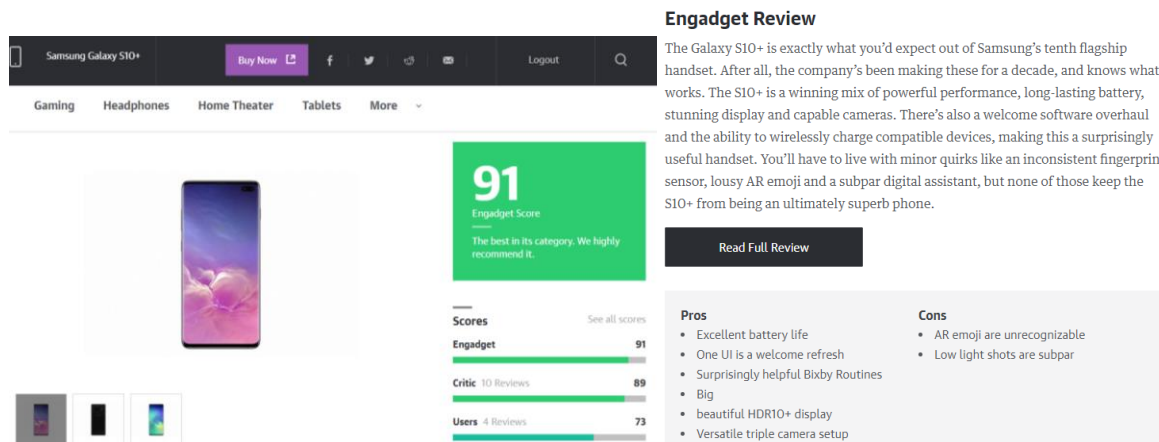 Samsung Galaxy S10+
Buy Now
Logout
Gaming Headphones Home Theater Tablets More
91
Engadget Score
The best in its category. We highly
recommend it.
Scores See all scores
Engadget 91
Critic 10 Reviews 89
Users 4 Reviews 73
Engadget Review
The Galaxy S10+ is exactly what you’d expect out of Samsung’s tenth flagship
handset. After all, the company’s been making these for a decade, and knows what
works. The S10+ is a winning mix of powerful performance, long-lasting battery,
stunning display and capable cameras. There’s also a welcome software overhaul
and the ability to wirelessly charge compatible devices, making this a surprisingly
useful handset. You’ll have to live with minor quirks like an inconsistent fingerprin
sensor, lousy AR emoji and a subpar digital assistant, but none of those keep the
S10+ from being an ultimately superb phone.
Read Full Review
Pros
Excellent battery life
One UI is a welcome refresh
Surprisingly helpful Bixby Routines
Big
beautiful HDR10+ display
Versatile triple camera setup
Cons
AR emoji are unrecognizable
Low light shots are subpar